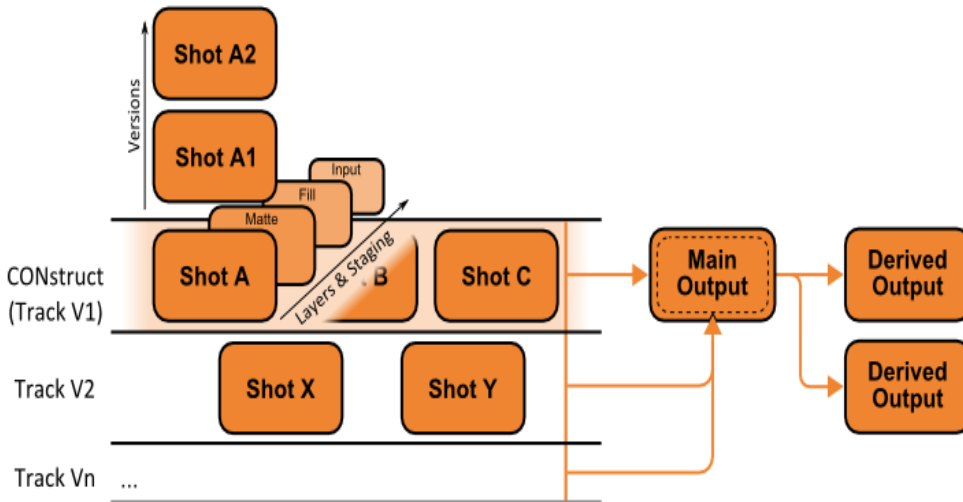 Shot A2
Versions
Shot A1
Input
Fill
Matte
CONstruct
(Track V1)
Shot A
Layers & Staging
B
Shot C
Main
Output
Derived
Output
Track V2
Shot X
Shot Y
Derived
Output
Track Vn
...